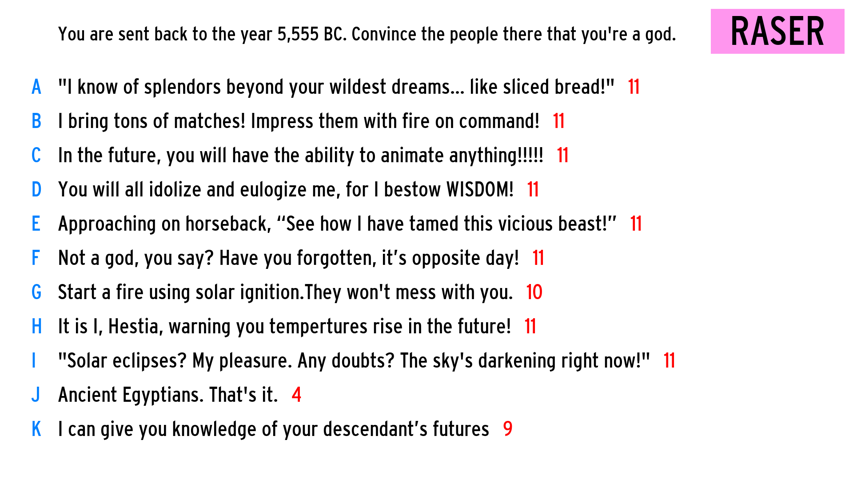 You are sent back to the year 5,555 BC. Convince the people there that you're a god.
RASER
A "I know of splendors beyond your wildest dreams... like sliced bread!" 11
B I bring tons of matches! Impress them with fire on command! 11
C In the future, you will have the ability to animate anything!!!!! 11
D You will all idolize and eulogize me, for I bestow WISDOM! 11
E Approaching on horseback, “See how I have tamed this vicious beast!” 11
F Not a god, you say? Have you forgotten, it’s opposite day! 11
G Start a fire using solar ignition.They won't mess with you. 10
H It is I, Hestia, warning you tempertures rise in the future! 11
I "Solar eclipses? My pleasure. Any doubts? The sky's darkening right now!" 11
J Ancient Egyptians. That's it. 4
K I can give you knowledge of your descendant’s futures 9